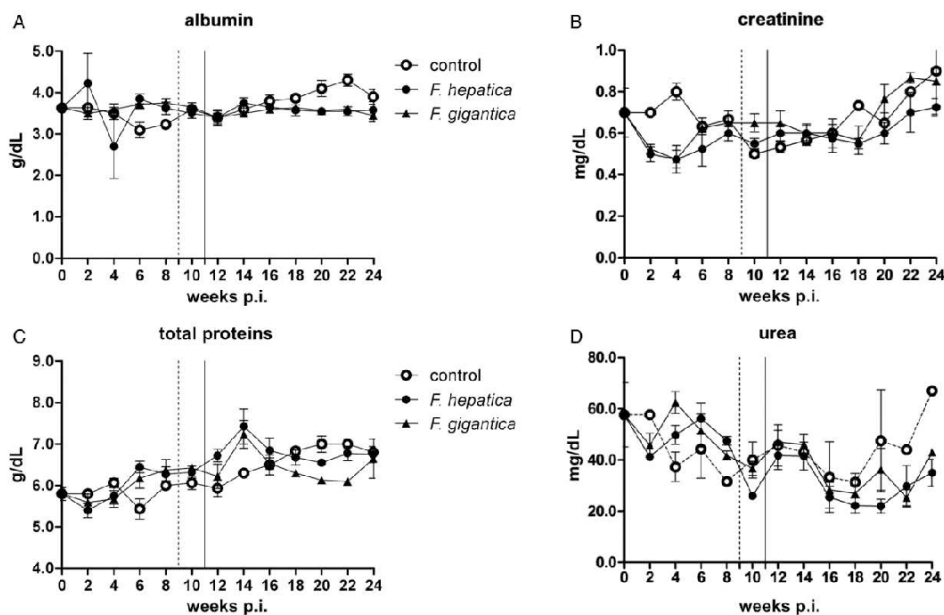 A
albumin
5.0
4.0
3.0
2.0
1.0
0.0
g/dL
0 2 4 6 8 10 12 14 16 18 20 22 24
weeks p.i.
control
F. hepatica
F. gigantica
B
creatinine
1.0
0.8
0.6
0.4
0.2
0.0
mg/dL
0 2 4 6 8 10 12 14 16 18 20 22 24
weeks p.i.
C
total proteins
9.0
8.0
7.0
6.0
5.0
4.0
g/dL
0 2 4 6 8 10 12 14 16 18 20 22 24
weeks p.i.
control
F. hepatica
F. gigantica
D
urea
80.0
60.0
40.0
20.0
0.0
mg/dL
0 2 4 6 8 10 12 14 16 18 20 22 24
weeks p.i.